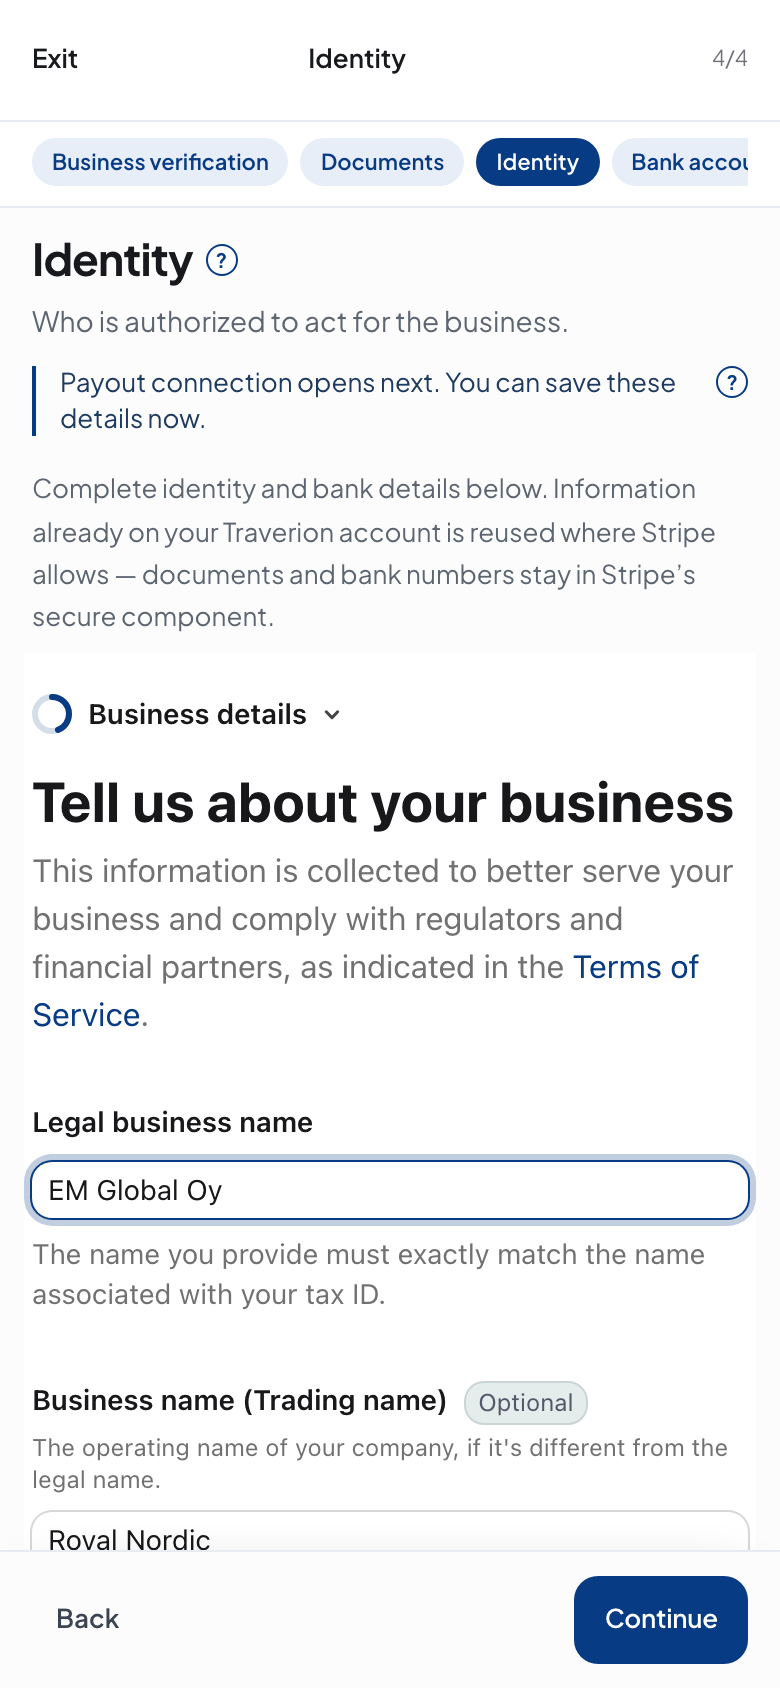 Exit
Identity
4/4
Business verification
Documents
Identity
Bank accou
Identity ?
Who is authorized to act for the business.
Payout connection opens next. You can save these ?
details now.
Complete identity and bank details below. Information
already on your Traverion account is reused where Stripe
allows — documents and bank numbers stay in Stripe’s
secure component.
Business details
Tell us about your business
This information is collected to better serve your
business and comply with regulators and
financial partners, as indicated in the Terms of
Service.
Legal business name
EM Global Oy
The name you provide must exactly match the name
associated with your tax ID.
Business name (Trading name) Optional
The operating name of your company, if it's different from the
legal name.
Royal Nordic
Back
Continue